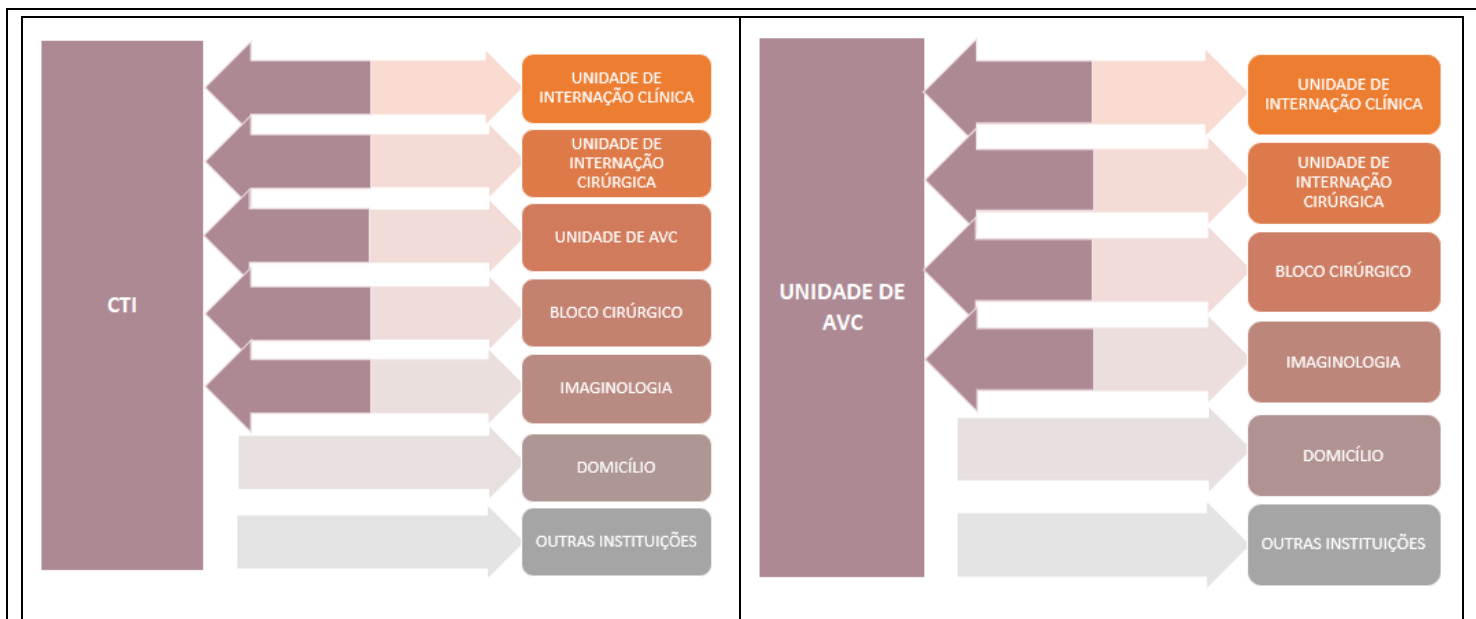 CTI
UNIDADE DE
INTERNAÇÃO CLÍNICA
UNIDADE DE
INTERNAÇÃO
CIRÚRGICA
UNIDADE DE AVC
BLOCO CIRÚRGICO
IMAGINOLOGIA
DOMICÍLIO
OUTRAS INSTITUIÇÕES
UNIDADE DE
AVC
UNIDADE DE
INTERNAÇÃO CLÍNICA
UNIDADE DE
INTERNAÇÃO
CIRÚRGICA
BLOCO CIRÚRGICO
IMAGINOLOGIA
DOMICÍLIO
OUTRAS INSTITUIÇÕES